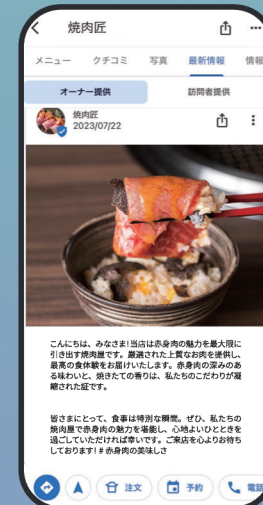 焼肉匠
メニュー クチコミ 写真 最新情報 情報
オーナー提供 訪問者提供
焼肉匠
2023/07/22
こんにちは、みなさま!当店は赤身肉の魅力を最大限に
引き出す焼肉屋です。厳選された上質なお肉を提供し、
最高の食体験をお届けいたします。赤身肉の深みのあ
る味わいと、焼きたての香りは、私たちのこだわりが凝
縮された証です。
皆さまにとって、食事は特別な瞬間。ぜひ、私たちの
焼肉屋で赤身肉の魅力を堪能し、心地よいひとときを
過ごしていただければ幸いです。ご来店を心よりお待ち
しております! # 赤身肉の美味しさ
注文 予約 電話